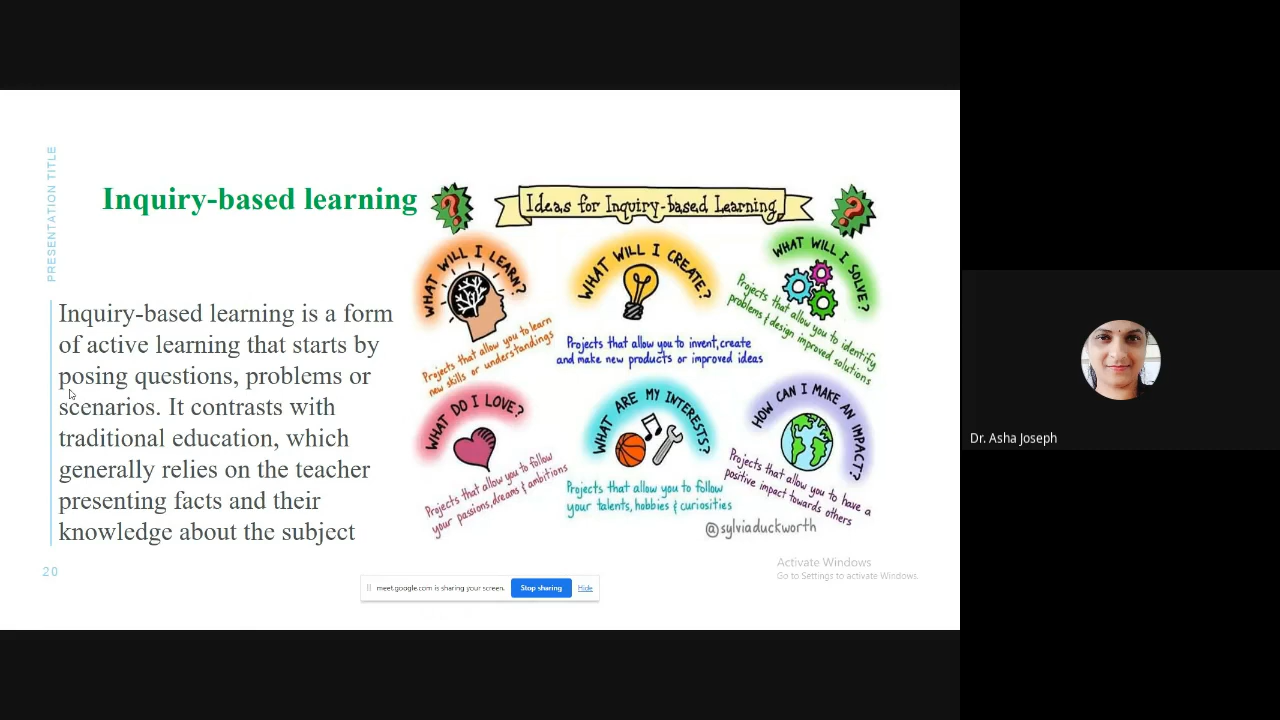 PRESENTATION TITLE
Inquiry-based learning
Inquiry-based learning is a form
of active learning that starts by
posing questions, problems or
scenarios. It contrasts with
traditional education, which
generally relies on the teacher
presenting facts and their
knowledge about the subject
20
Ideas for Inquiry-based Learning
WHAT WILL I LEARN?
Projects that allow you to learn
new skills or understandings
WHAT WILL I CREATE?
Projects that allow you to invent, create
and make new products or improved ideas
WHAT WILL I SOLVE?
Projects that allow you to identify
problems & design improved solutions
WHAT DO I LOVE?
Projects that allow you to follow
your passions, dreams & ambitions
WHAT ARE MY INTERESTS?
Projects that allow you to follow
your talents, hobbies & curiosities
HOW CAN I MAKE AN IMPACT?
Projects that allow you to have a
positive impact towards others
@sylviaduckworth
Activate Windows
Go to Settings to activate Windows.
meet.google.com is sharing your screen.
Stop sharing
Hide
Dr. Asha Joseph